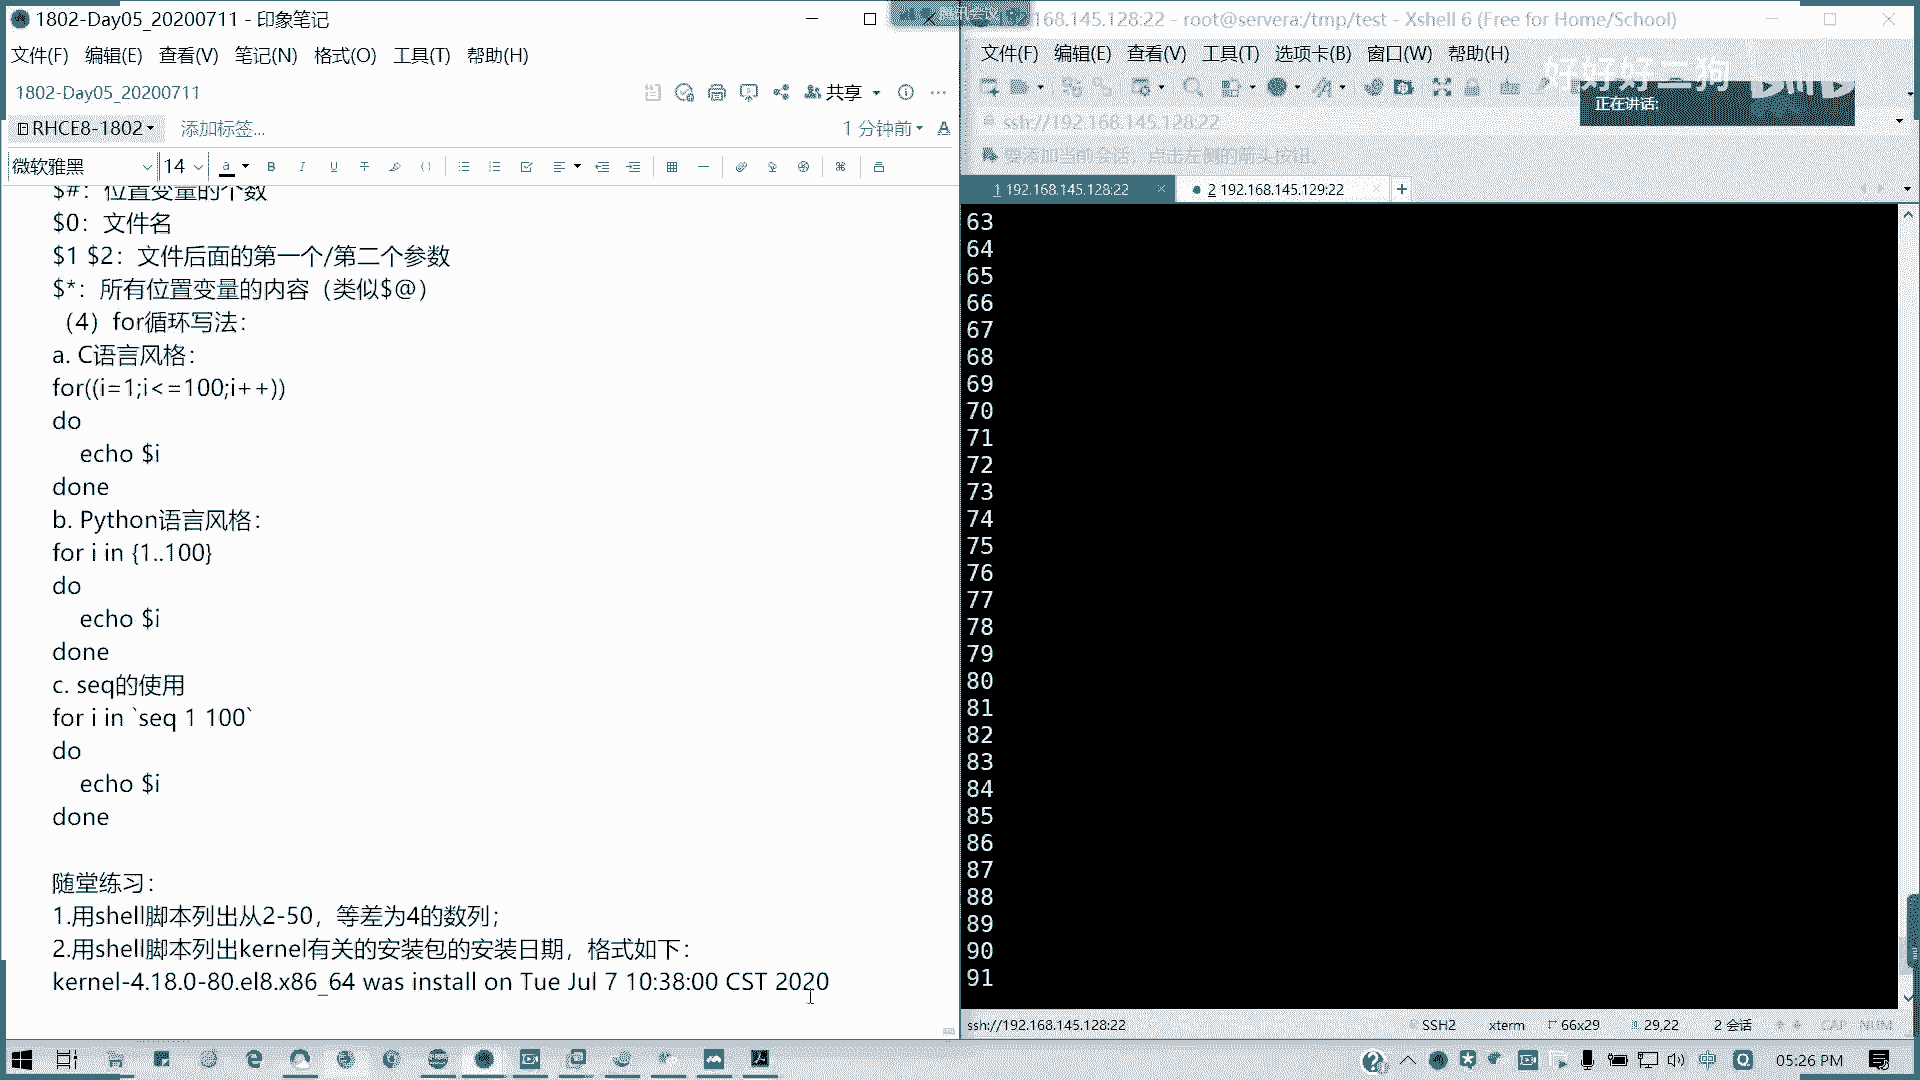 1802-Day05_20200711 - 印象笔记
文件(F) 编辑(E) 查看(V) 笔记(N) 格式(O) 工具(T) 帮助(H)
1802-Day05_20200711
共享
RHCE8-1802
添加标签...
1 分钟前
微软雅黑
14
$#：位置变量的个数
$0：文件名
$1 $2：文件后面的第一个/第二个参数
$*：所有位置变量的内容（类似$@）
（4）for循环写法：
a. C语言风格：
for((i=1;i<=100;i++))
do
echo $i
done
b. Python语言风格：
for i in {1..100}
do
echo $i
done
c. seq的使用
for i in `seq 1 100`
do
echo $i
done
随堂练习：
1.用shell脚本列出从2-50，等差为4的数列；
2.用shell脚本列出kernel有关的安装包的安装日期，格式如下：
kernel-4.18.0-80.el8.x86_64 was install on Tue Jul 7 10:38:00 CST 2020
192.168.145.128:22 - root@servera:/tmp/test - Xshell 6 (Free for Home/School)
文件(F) 编辑(E) 查看(V) 工具(T) 选项卡(B) 窗口(W) 帮助(H)
好好好二狗
正在讲话:
ssh://192.168.145.128:22
要添加当前会话，点击左侧的箭头按钮。
1 192.168.145.128:22
2 192.168.145.129:22
63
64
65
66
67
68
69
70
71
72
73
74
75
76
77
78
79
80
81
82
83
84
85
86
87
88
89
90
91
ssh://192.168.145.128:22
SSH2
xterm
66x29
29,22
2 会话
CAP NUM
05:26 PM